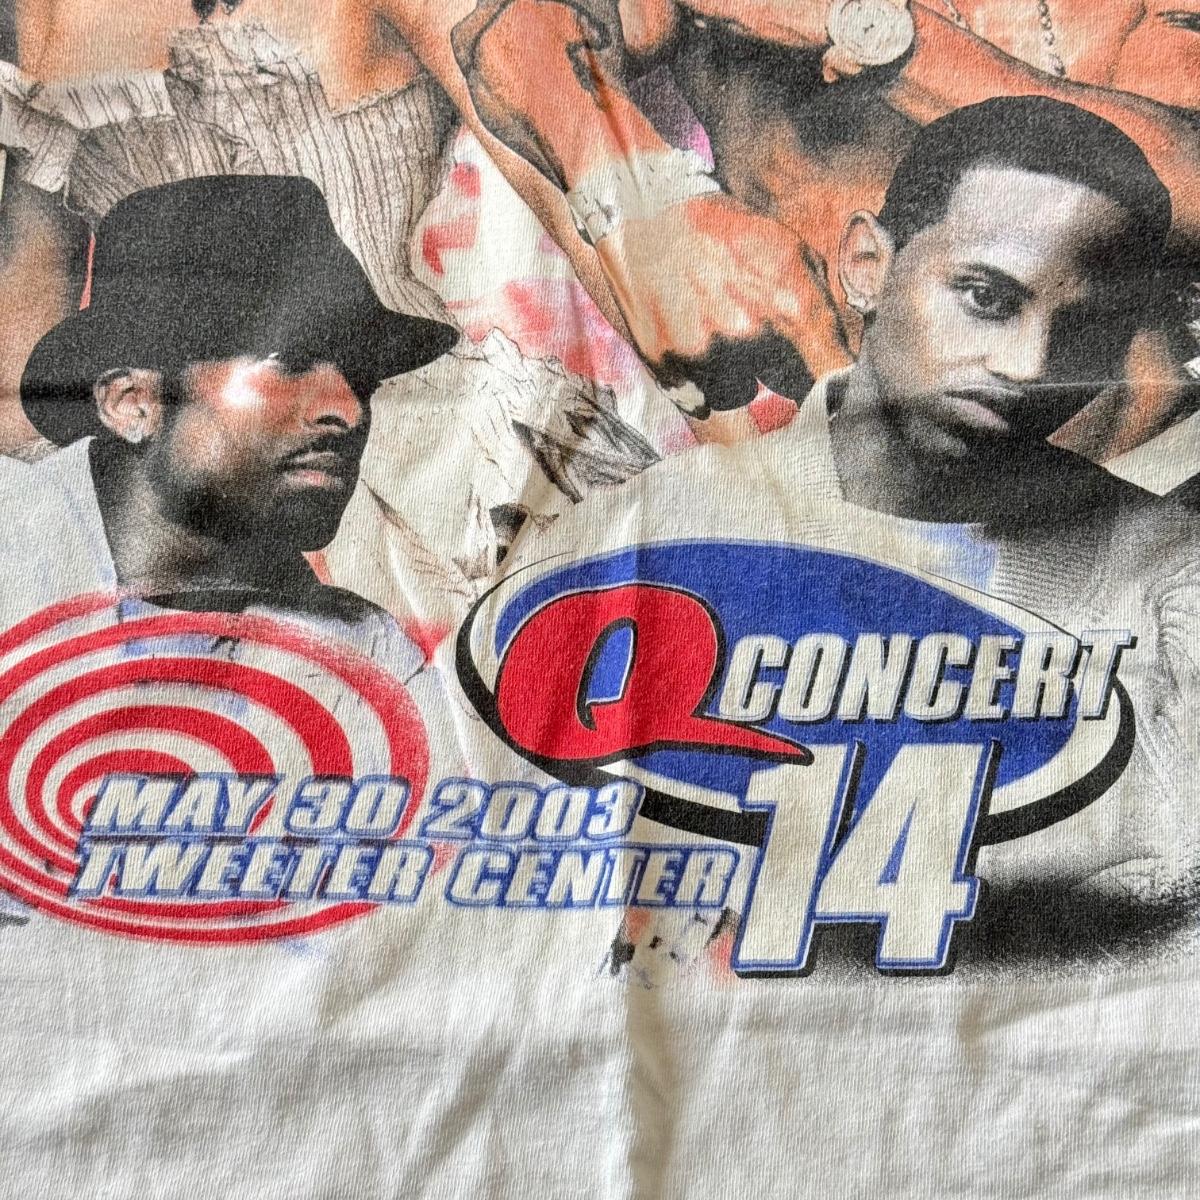 Q CONCERT
14
MAY 30 2003
TWEETER CENTER